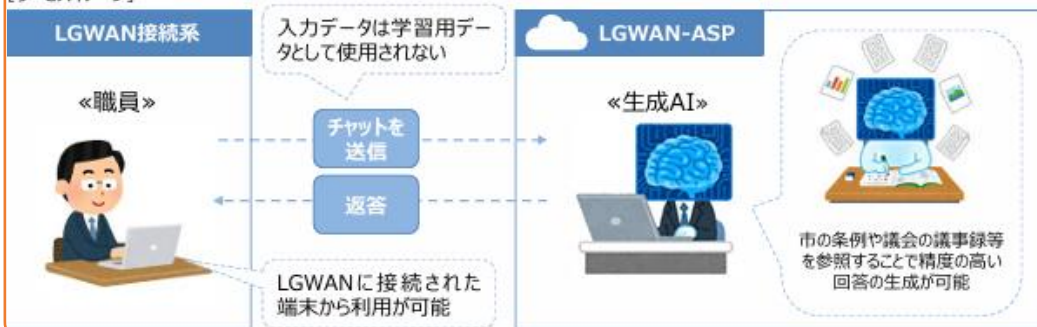 LGWAN接続系
入力データは学習用デー
タとして使用されない
LGWAN-ASP
≪職員≫
≪生成AI≫
チャットを
送信
返答
LGWANに接続された
端末から利用が可能
市の条例や議会の議事録等
を参照することで精度の高い
回答の生成が可能